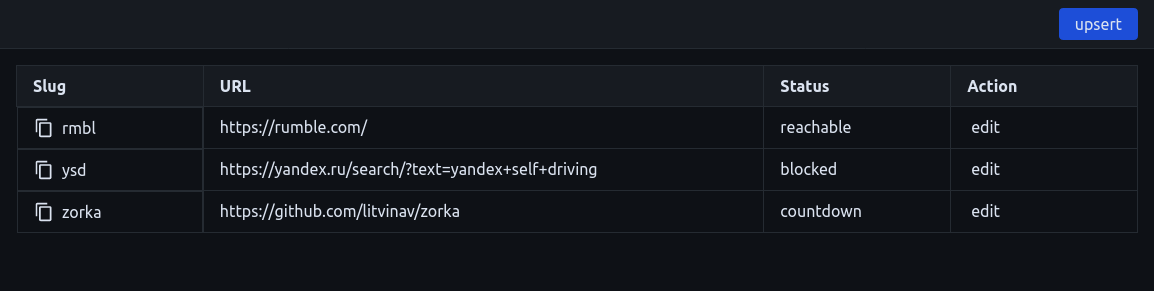 upsert
Slug URL Status Action
rmbl https://rumble.com/ reachable edit
ysd https://yandex.ru/search/?text=yandex+self+driving blocked edit
zorka https://github.com/litvinav/zorka countdown edit